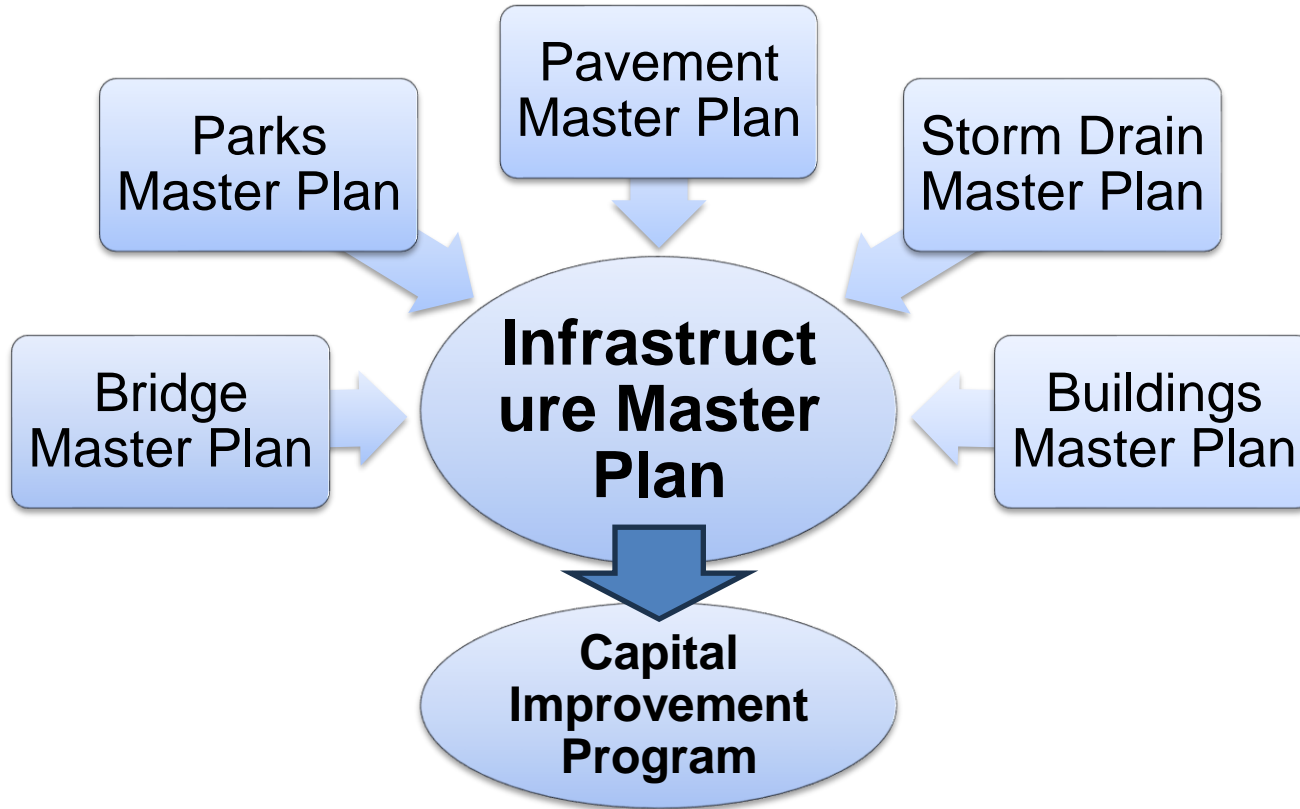 Pavement
Master Plan
Parks
Master Plan
Storm Drain
Master Plan
Bridge
Master Plan
Infrastruct
ure Master
Plan
Buildings
Master Plan
Capital
Improvement
Program